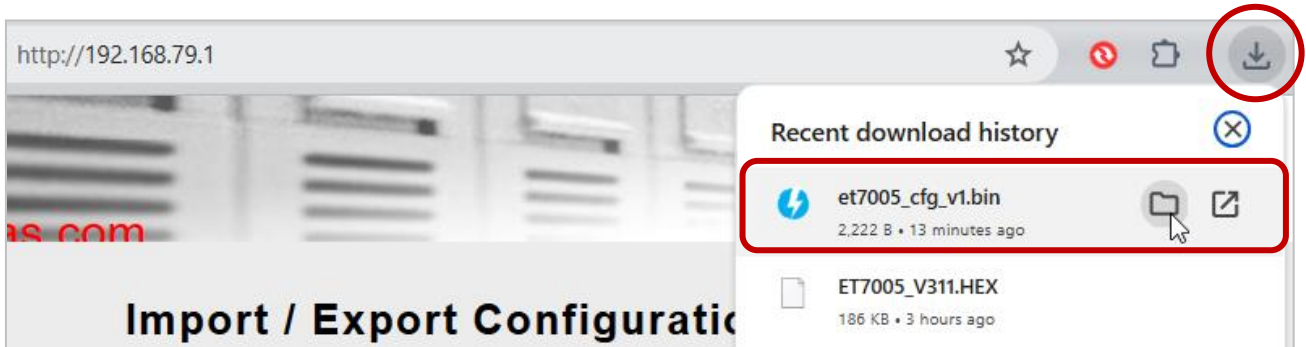 http://192.168.79.1
Recent download history
et7005_cfg_v1.bin
2,222 B • 13 minutes ago
as.com
ET7005_V311.HEX
186 KB • 3 hours ago
Import / Export Configuratio